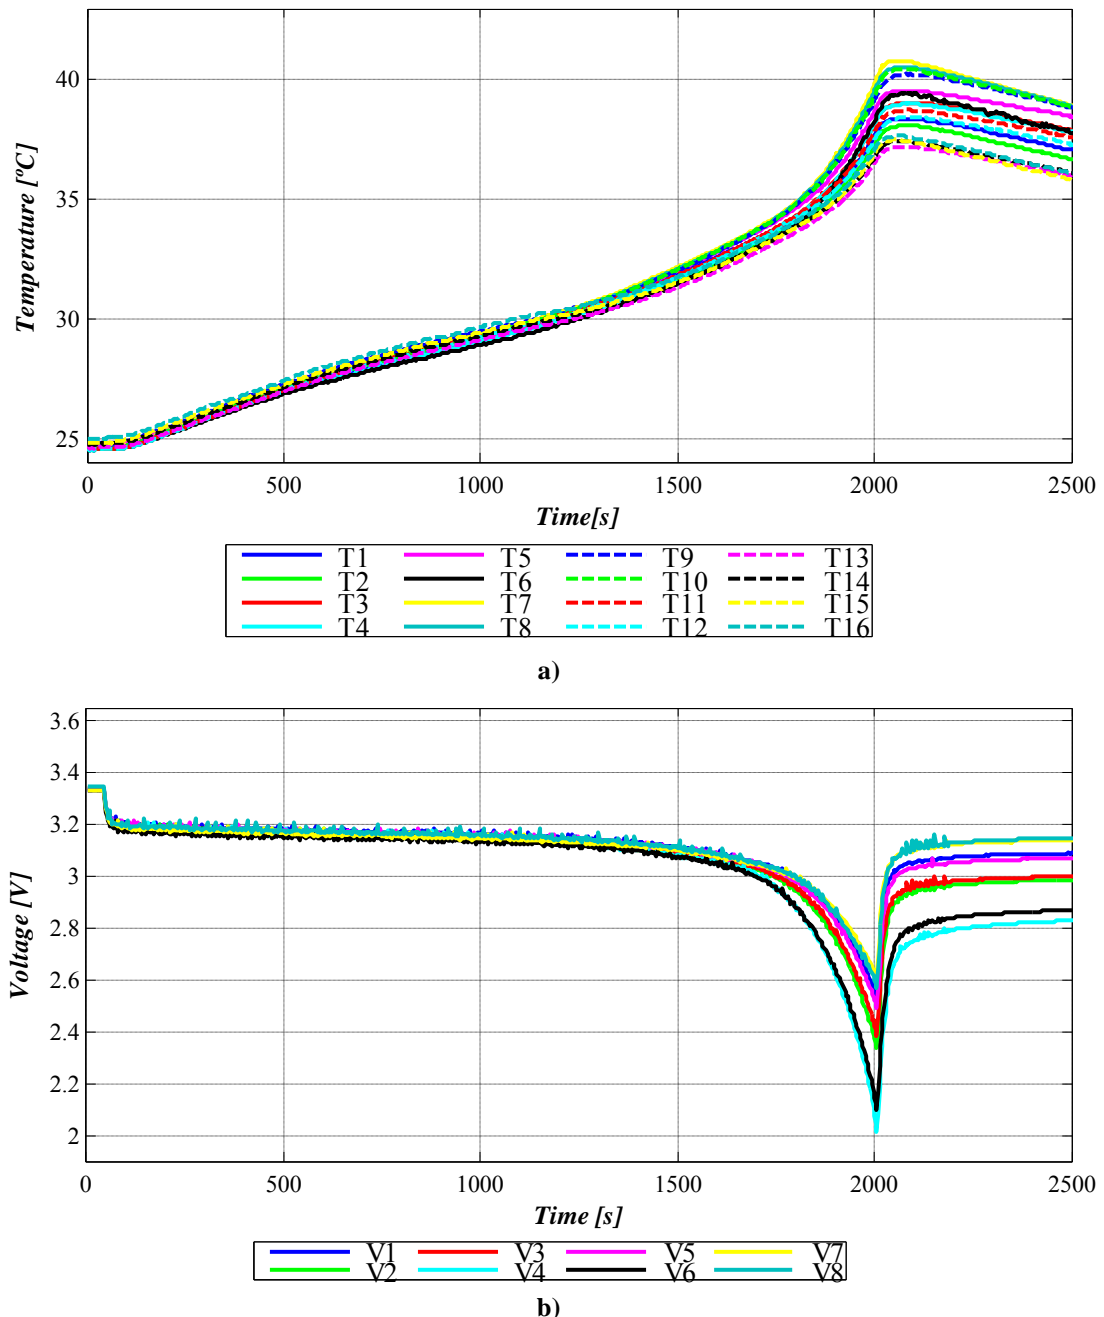 40
35
30
25
Temperature [ºC]
0 500 1000 1500 2000 2500
Time[s]
T1 T5 T9 T13
T2 T6 T10 T14
T3 T7 T11 T15
T4 T8 T12 T16
a)
3.6
3.4
3.2
3
2.8
2.6
2.4
2.2
2
Voltage [V]
0 500 1000 1500 2000 2500
Time [s]
V1 V3 V5 V7
V2 V4 V6 V8
b)